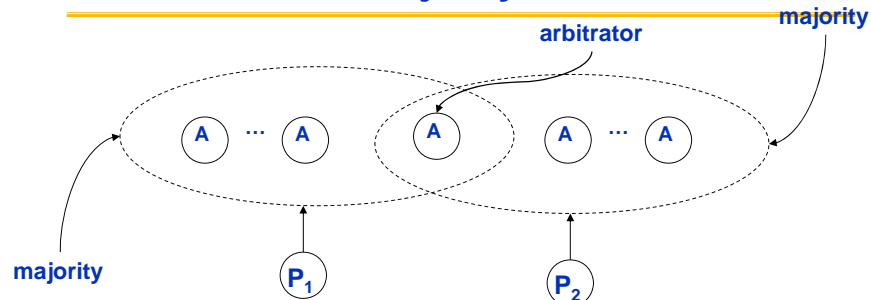 majority
arbitrator
A ... A A A ... A
majority
P1
P2